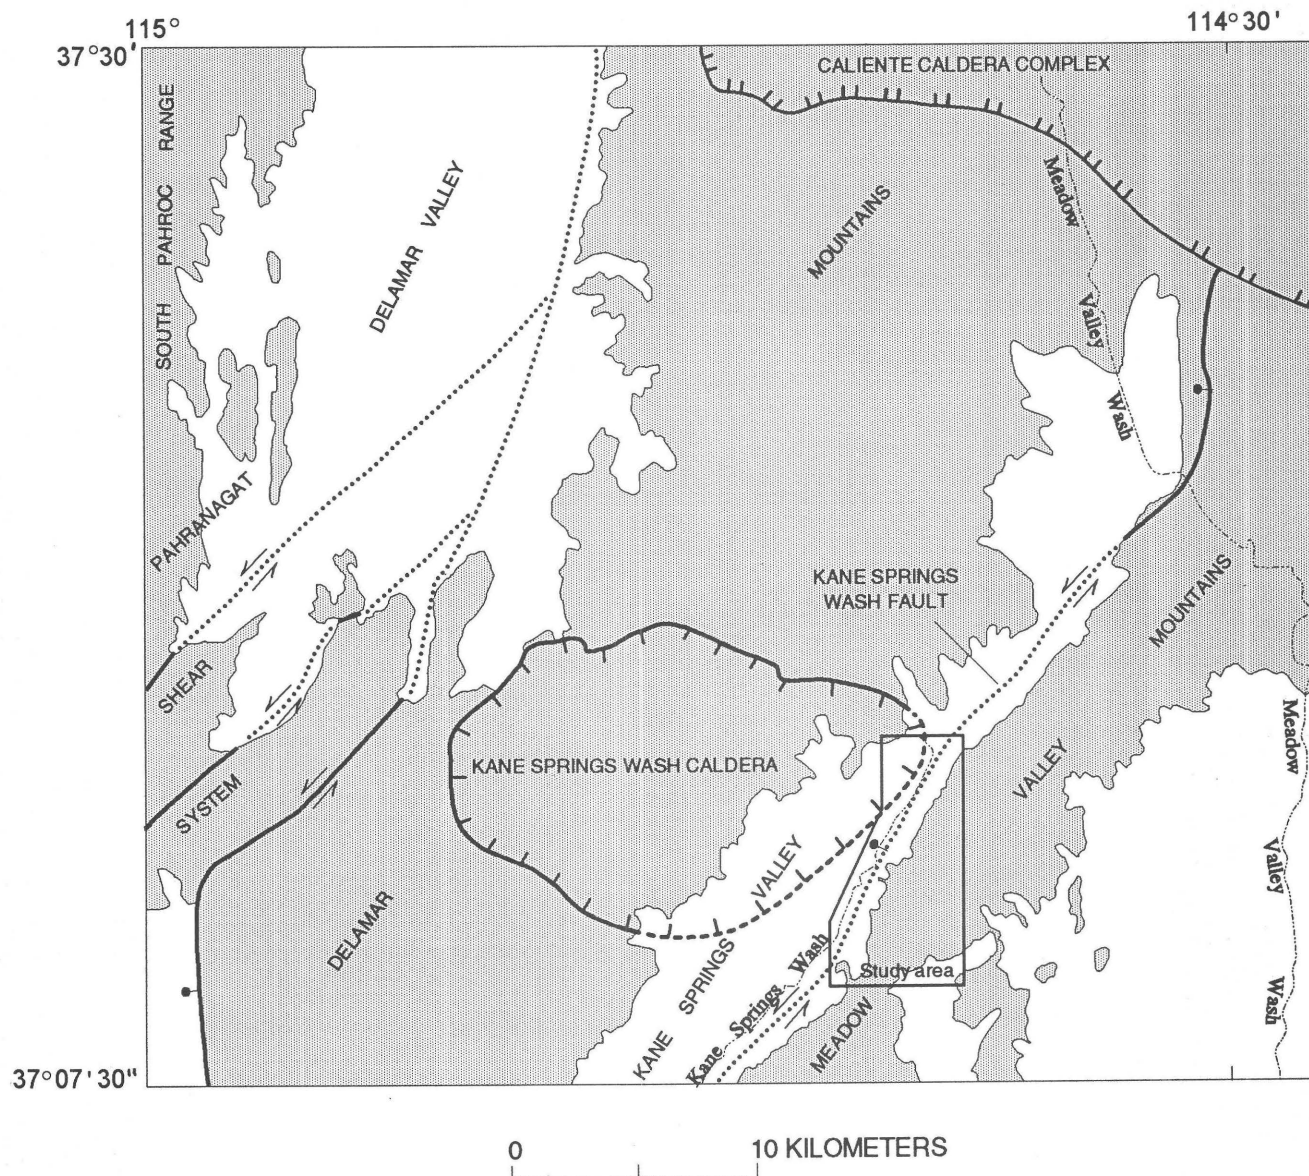 115°
114°30'
37°30'
CALIENTE CALDERA COMPLEX
SOUTH PAHROC RANGE
DELAMAR VALLEY
MOUNTAINS
Meadow
Valley
Wash
PAHRANAGAT
SHEAR
SYSTEM
KANE SPRINGS
WASH FAULT
MOUNTAINS
KANE SPRINGS WASH CALDERA
VALLEY
Meadow
Valley
Wash
DELAMAR
KANE SPRINGS VALLEY
Kane Springs Wash
Study area
MEADOW
37°07'30"
0 10 KILOMETERS